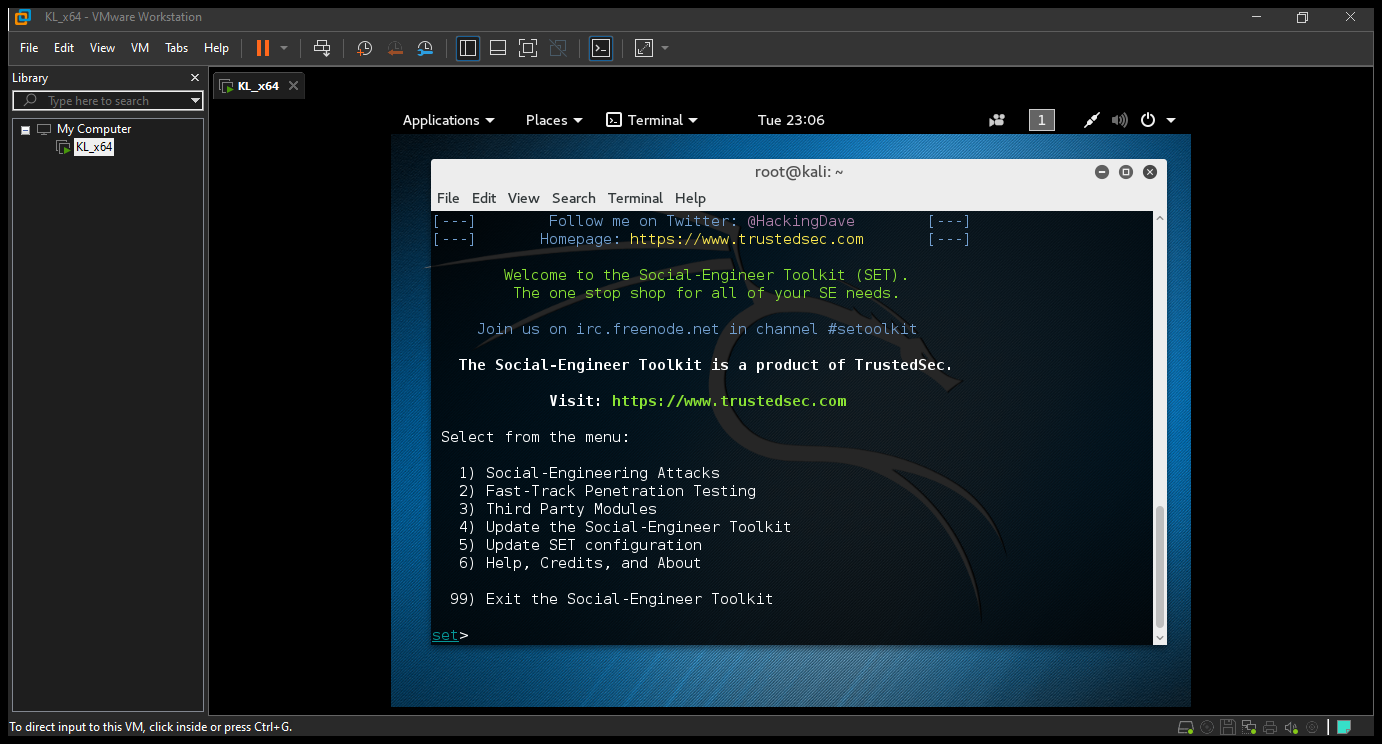 KL_x64 - VMware Workstation
File Edit View VM Tabs Help
Library
Type here to search
My Computer
KL_x64
KL_x64
Applications Places Terminal Tue 23:06 1
root@kali: ~
File Edit View Search Terminal Help
[---] Follow me on Twitter: @HackingDave [---]
[---] Homepage: https://www.trustedsec.com [---]
Welcome to the Social-Engineer Toolkit (SET).
The one stop shop for all of your SE needs.
Join us on irc.freenode.net in channel #setoolkit
The Social-Engineer Toolkit is a product of TrustedSec.
Visit: https://www.trustedsec.com
Select from the menu:
1) Social-Engineering Attacks
2) Fast-Track Penetration Testing
3) Third Party Modules
4) Update the Social-Engineer Toolkit
5) Update SET configuration
6) Help, Credits, and About
99) Exit the Social-Engineer Toolkit
set>
To direct input to this VM, click inside or press Ctrl+G.